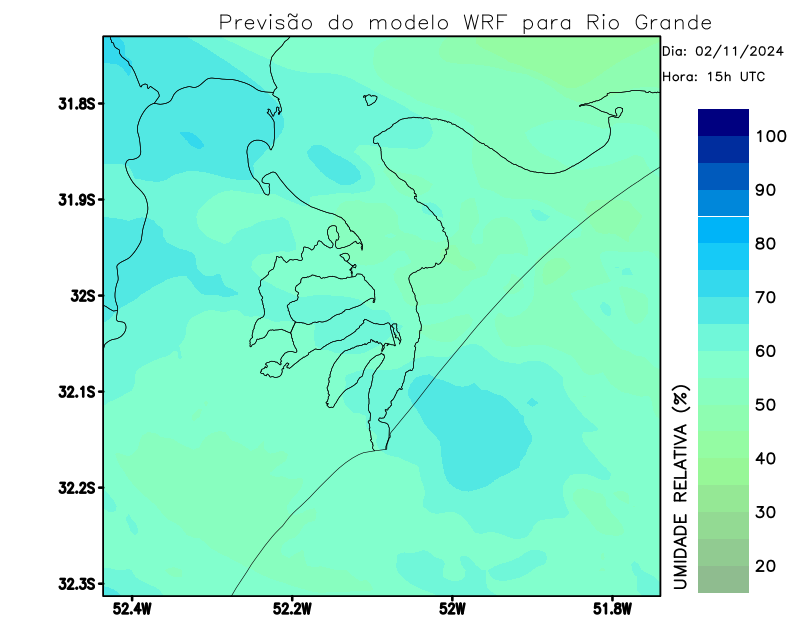 Previsão do modelo WRF para Rio Grande
Dia: 02/11/2024
Hora: 15h UTC
31.8S
31.9S
32S
32.1S
32.2S
32.3S
52.4W
52.2W
52W
51.8W
100
90
80
70
60
50
40
30
20
UMIDADE RELATIVA (%)